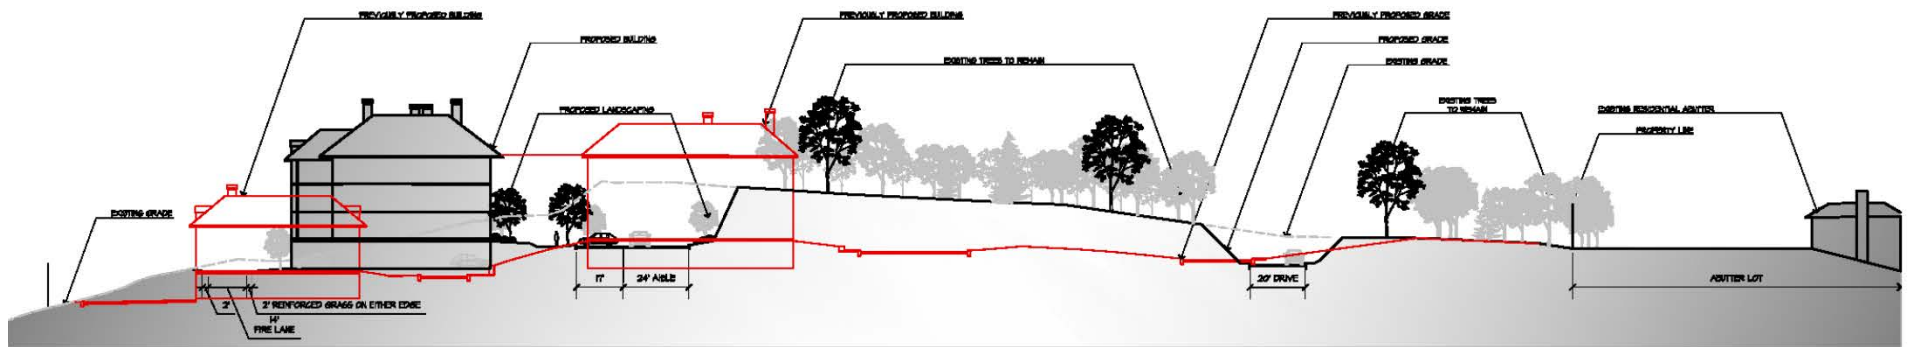 PREVIOUSLY PROPOSED BUILDING
PREVIOUSLY PROPOSED BUILDING
PREVIOUSLY PROPOSED GRADE
PROPOSED BUILDING
PROPOSED GRADE
EXISTING TREES TO REMAIN
EXISTING GRADE
PROPOSED LANDSCAPING
EXISTING TREES
TO REMAIN
EXISTING RESIDENTIAL ABUTTER
PROPERTY LINE
EXISTING GRADE
17'
24' AISLE
20' DRIVE
ABUTTER LOT
2'
2' REINFORCED GRASS ON EITHER EDGE
14'
FIRE LANE